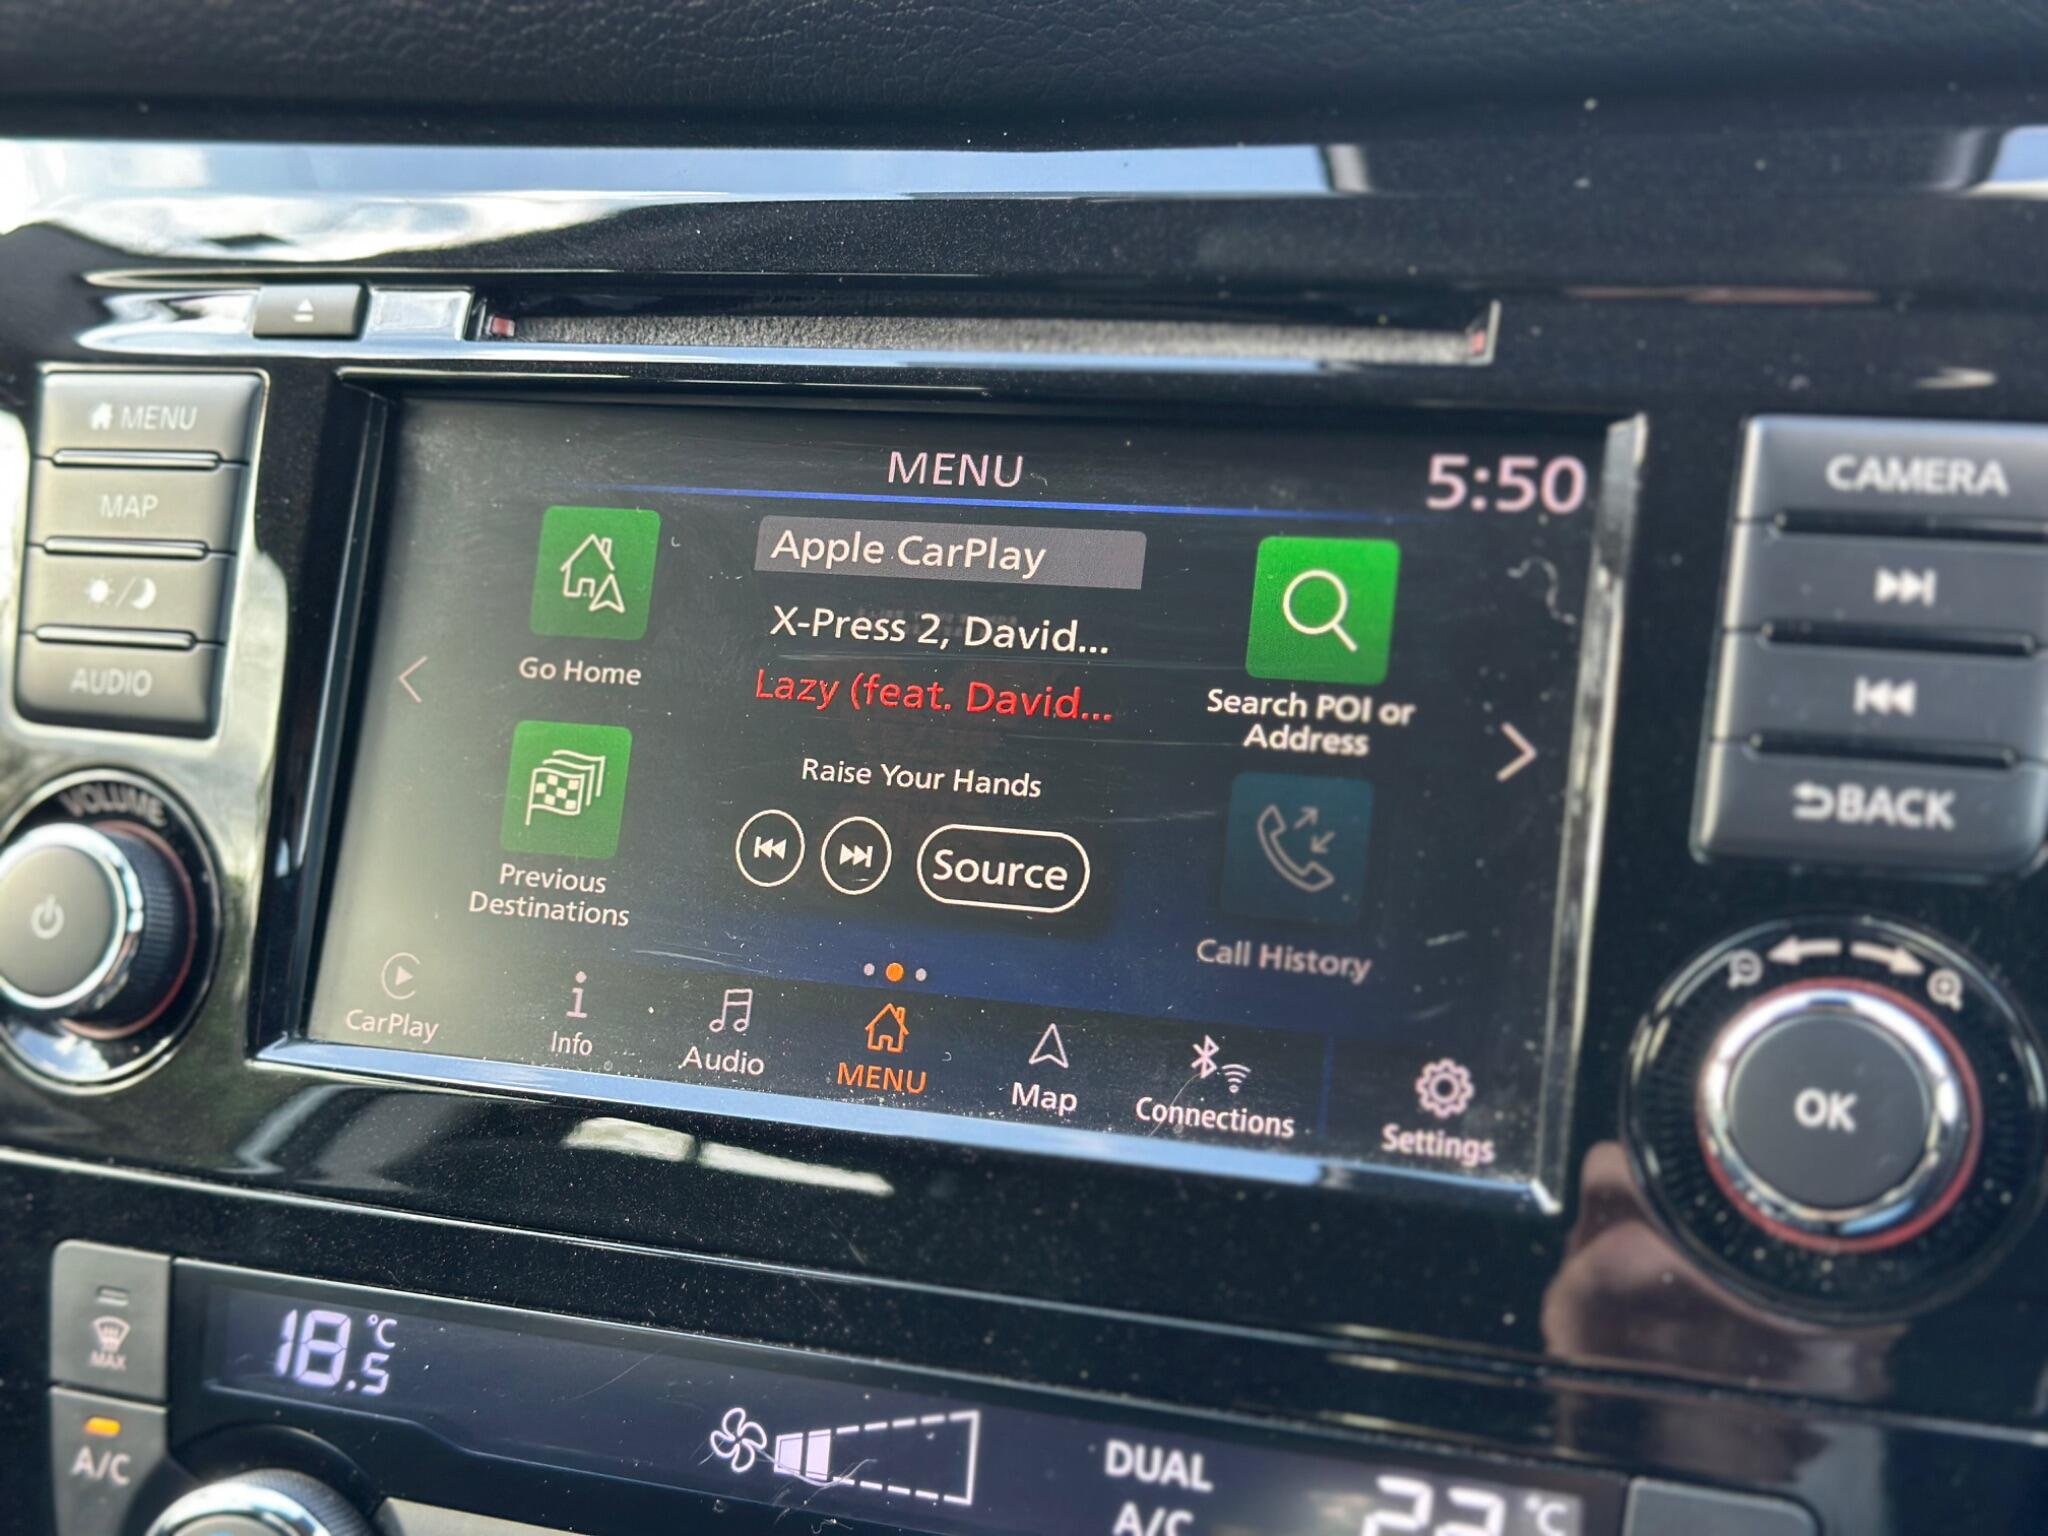 MENU
MAP
AUDIO
VOLUME
MENU
5:50
Apple CarPlay
X-Press 2, David...
Lazy (feat. David...
Raise Your Hands
Source
Go Home
Previous
Destinations
Search POI or
Address
Call History
CarPlay
Info
Audio
MENU
Map
Connections
Settings
CAMERA
BACK
OK
MAX
A/C
18.5 °C
DUAL
A/C
22 °C